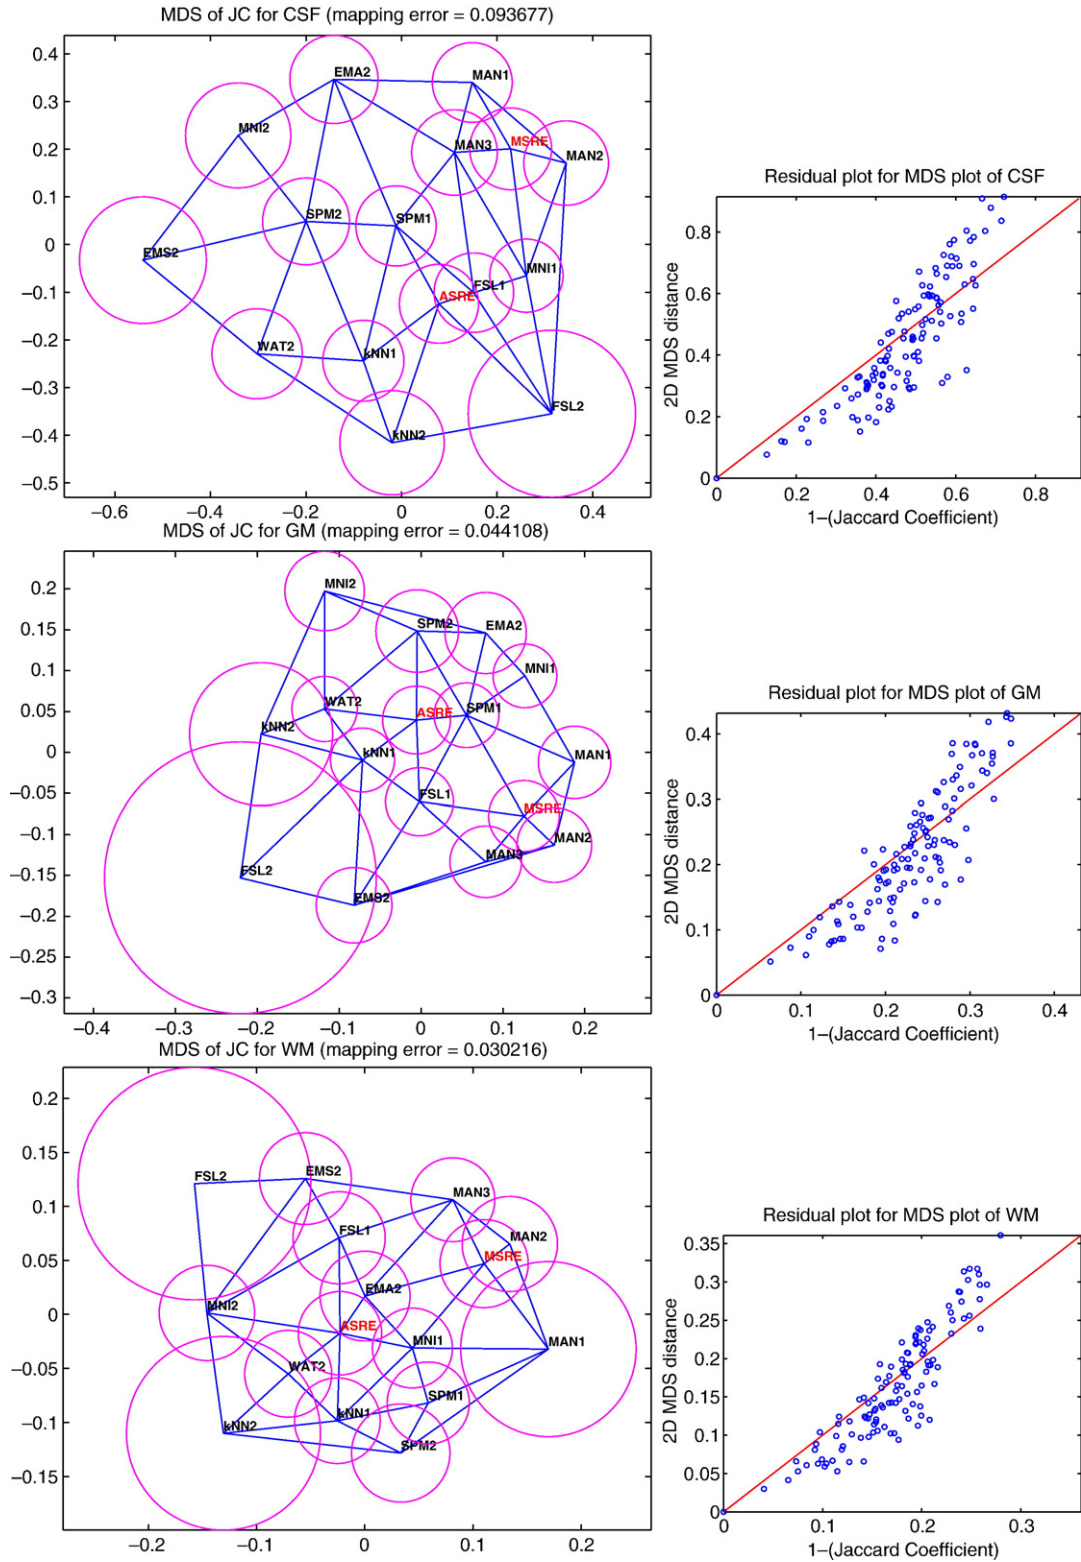 MDS of JC for CSF (mapping error = 0.093677)
0.4
0.3
0.2
0.1
0
−0.1
−0.2
−0.3
−0.4
−0.5
EMA2
MAN1
MNI2
MAN3
MSRE
MAN2
SPM2
SPM1
EMS2
MNI1
FSL1
ASRE
WAT2
kNN1
FSL2
kNN2
−0.6 −0.4 −0.2 0 0.2 0.4
Residual plot for MDS plot of CSF
2D MDS distance
0.8
0.6
0.4
0.2
0
0 0.2 0.4 0.6 0.8
1−(Jaccard Coefficient)
MDS of JC for GM (mapping error = 0.044108)
0.2
0.15
0.1
0.05
0
−0.05
−0.1
−0.15
−0.2
−0.25
−0.3
MNI2
SPM2
EMA2
MNI1
WAT2
ASRE
SPM1
kNN2
kNN1
MAN1
FSL1
MSRE
MAN2
MAN3
FSL2
EMS2
−0.4 −0.3 −0.2 −0.1 0 0.1 0.2
Residual plot for MDS plot of GM
2D MDS distance
0.4
0.3
0.2
0.1
0
0 0.1 0.2 0.3 0.4
1−(Jaccard Coefficient)
MDS of JC for WM (mapping error = 0.030216)
0.2
0.15
0.1
0.05
0
−0.05
−0.1
−0.15
FSL2
EMS2
MAN3
FSL1
MAN2
MSRE
EMA2
MNI2
ASRE
MNI1
MAN1
WAT2
SPM1
kNN2
kNN1
SPM2
−0.2 −0.1 0 0.1 0.2
Residual plot for MDS plot of WM
2D MDS distance
0.35
0.3
0.25
0.2
0.15
0.1
0.05
0
0 0.1 0.2 0.3
1−(Jaccard Coefficient)